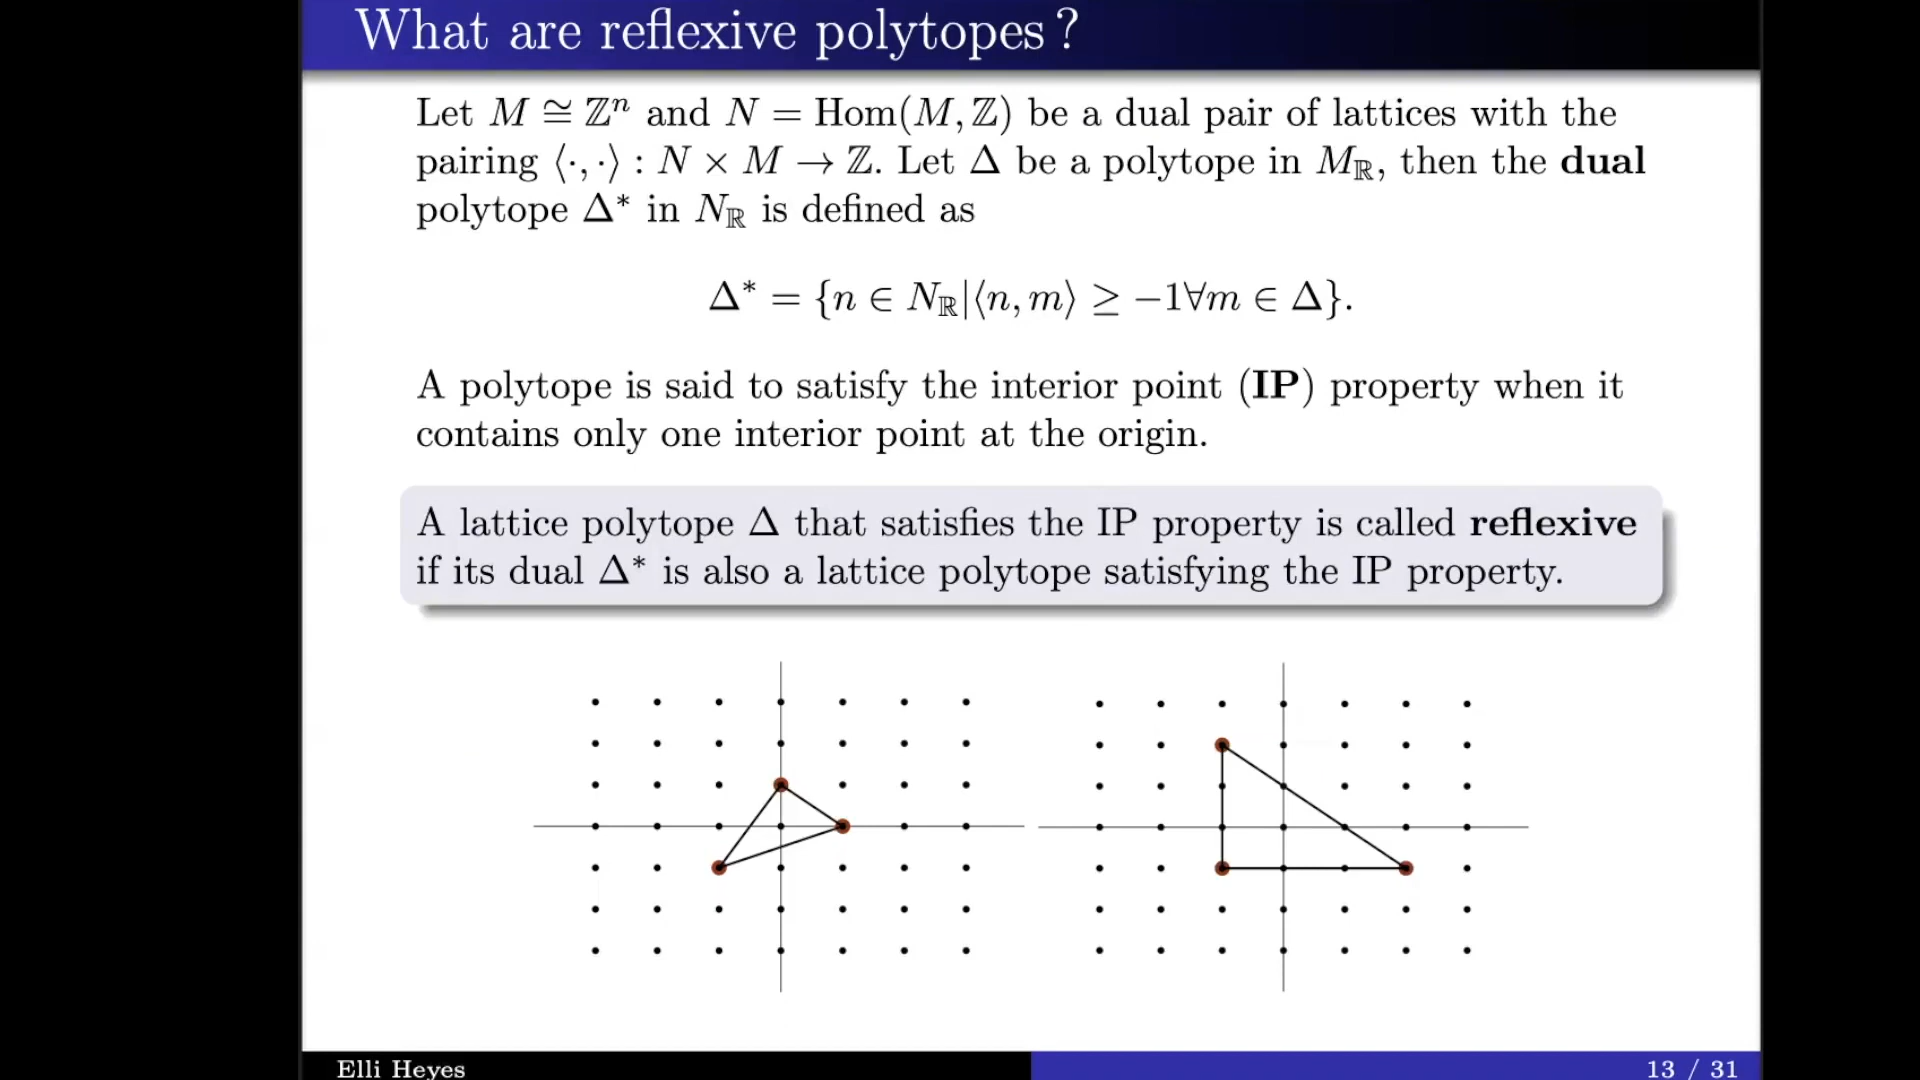 What are reflexive polytopes ?
Let M ≅ ℤⁿ and N = Hom(M, ℤ) be a dual pair of lattices with the
pairing ⟨·, ·⟩ : N × M → ℤ. Let Δ be a polytope in M_ℝ, then the dual
polytope Δ* in N_ℝ is defined as
Δ* = {n ∈ N_ℝ|⟨n, m⟩ ≥ −1∀m ∈ Δ}.
A polytope is said to satisfy the interior point (IP) property when it
contains only one interior point at the origin.
A lattice polytope Δ that satisfies the IP property is called reflexive
if its dual Δ* is also a lattice polytope satisfying the IP property.
Elli Heyes
13 / 31